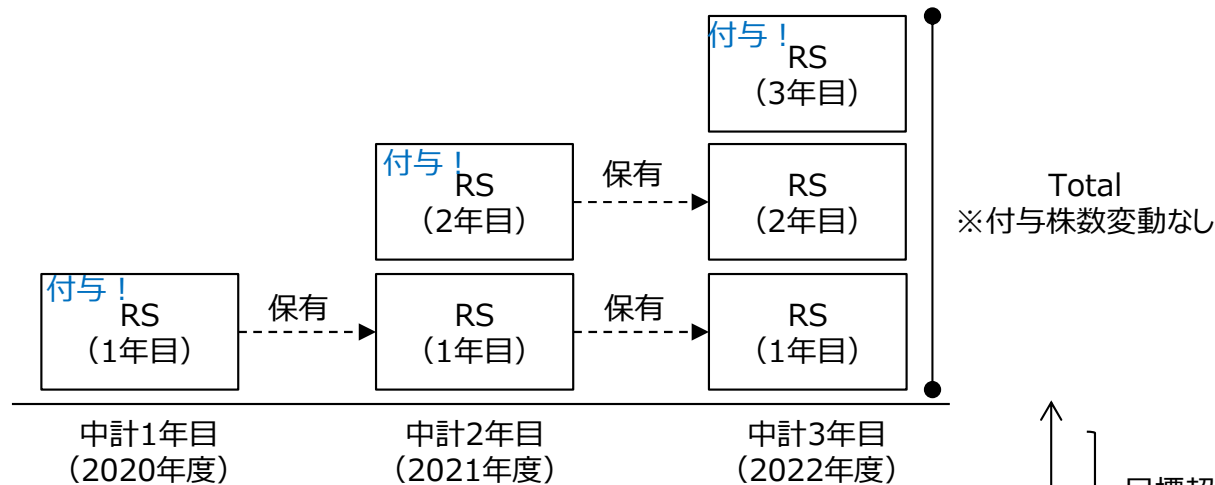 付与！
RS
（3年目）
付与！
RS
（2年目）
保有
RS
（2年目）
Total
※付与株数変動なし
付与！
RS
（1年目）
保有
RS
（1年目）
保有
RS
（1年目）
中計1年目
（2020年度）
中計2年目
（2021年度）
中計3年目
（2022年度）